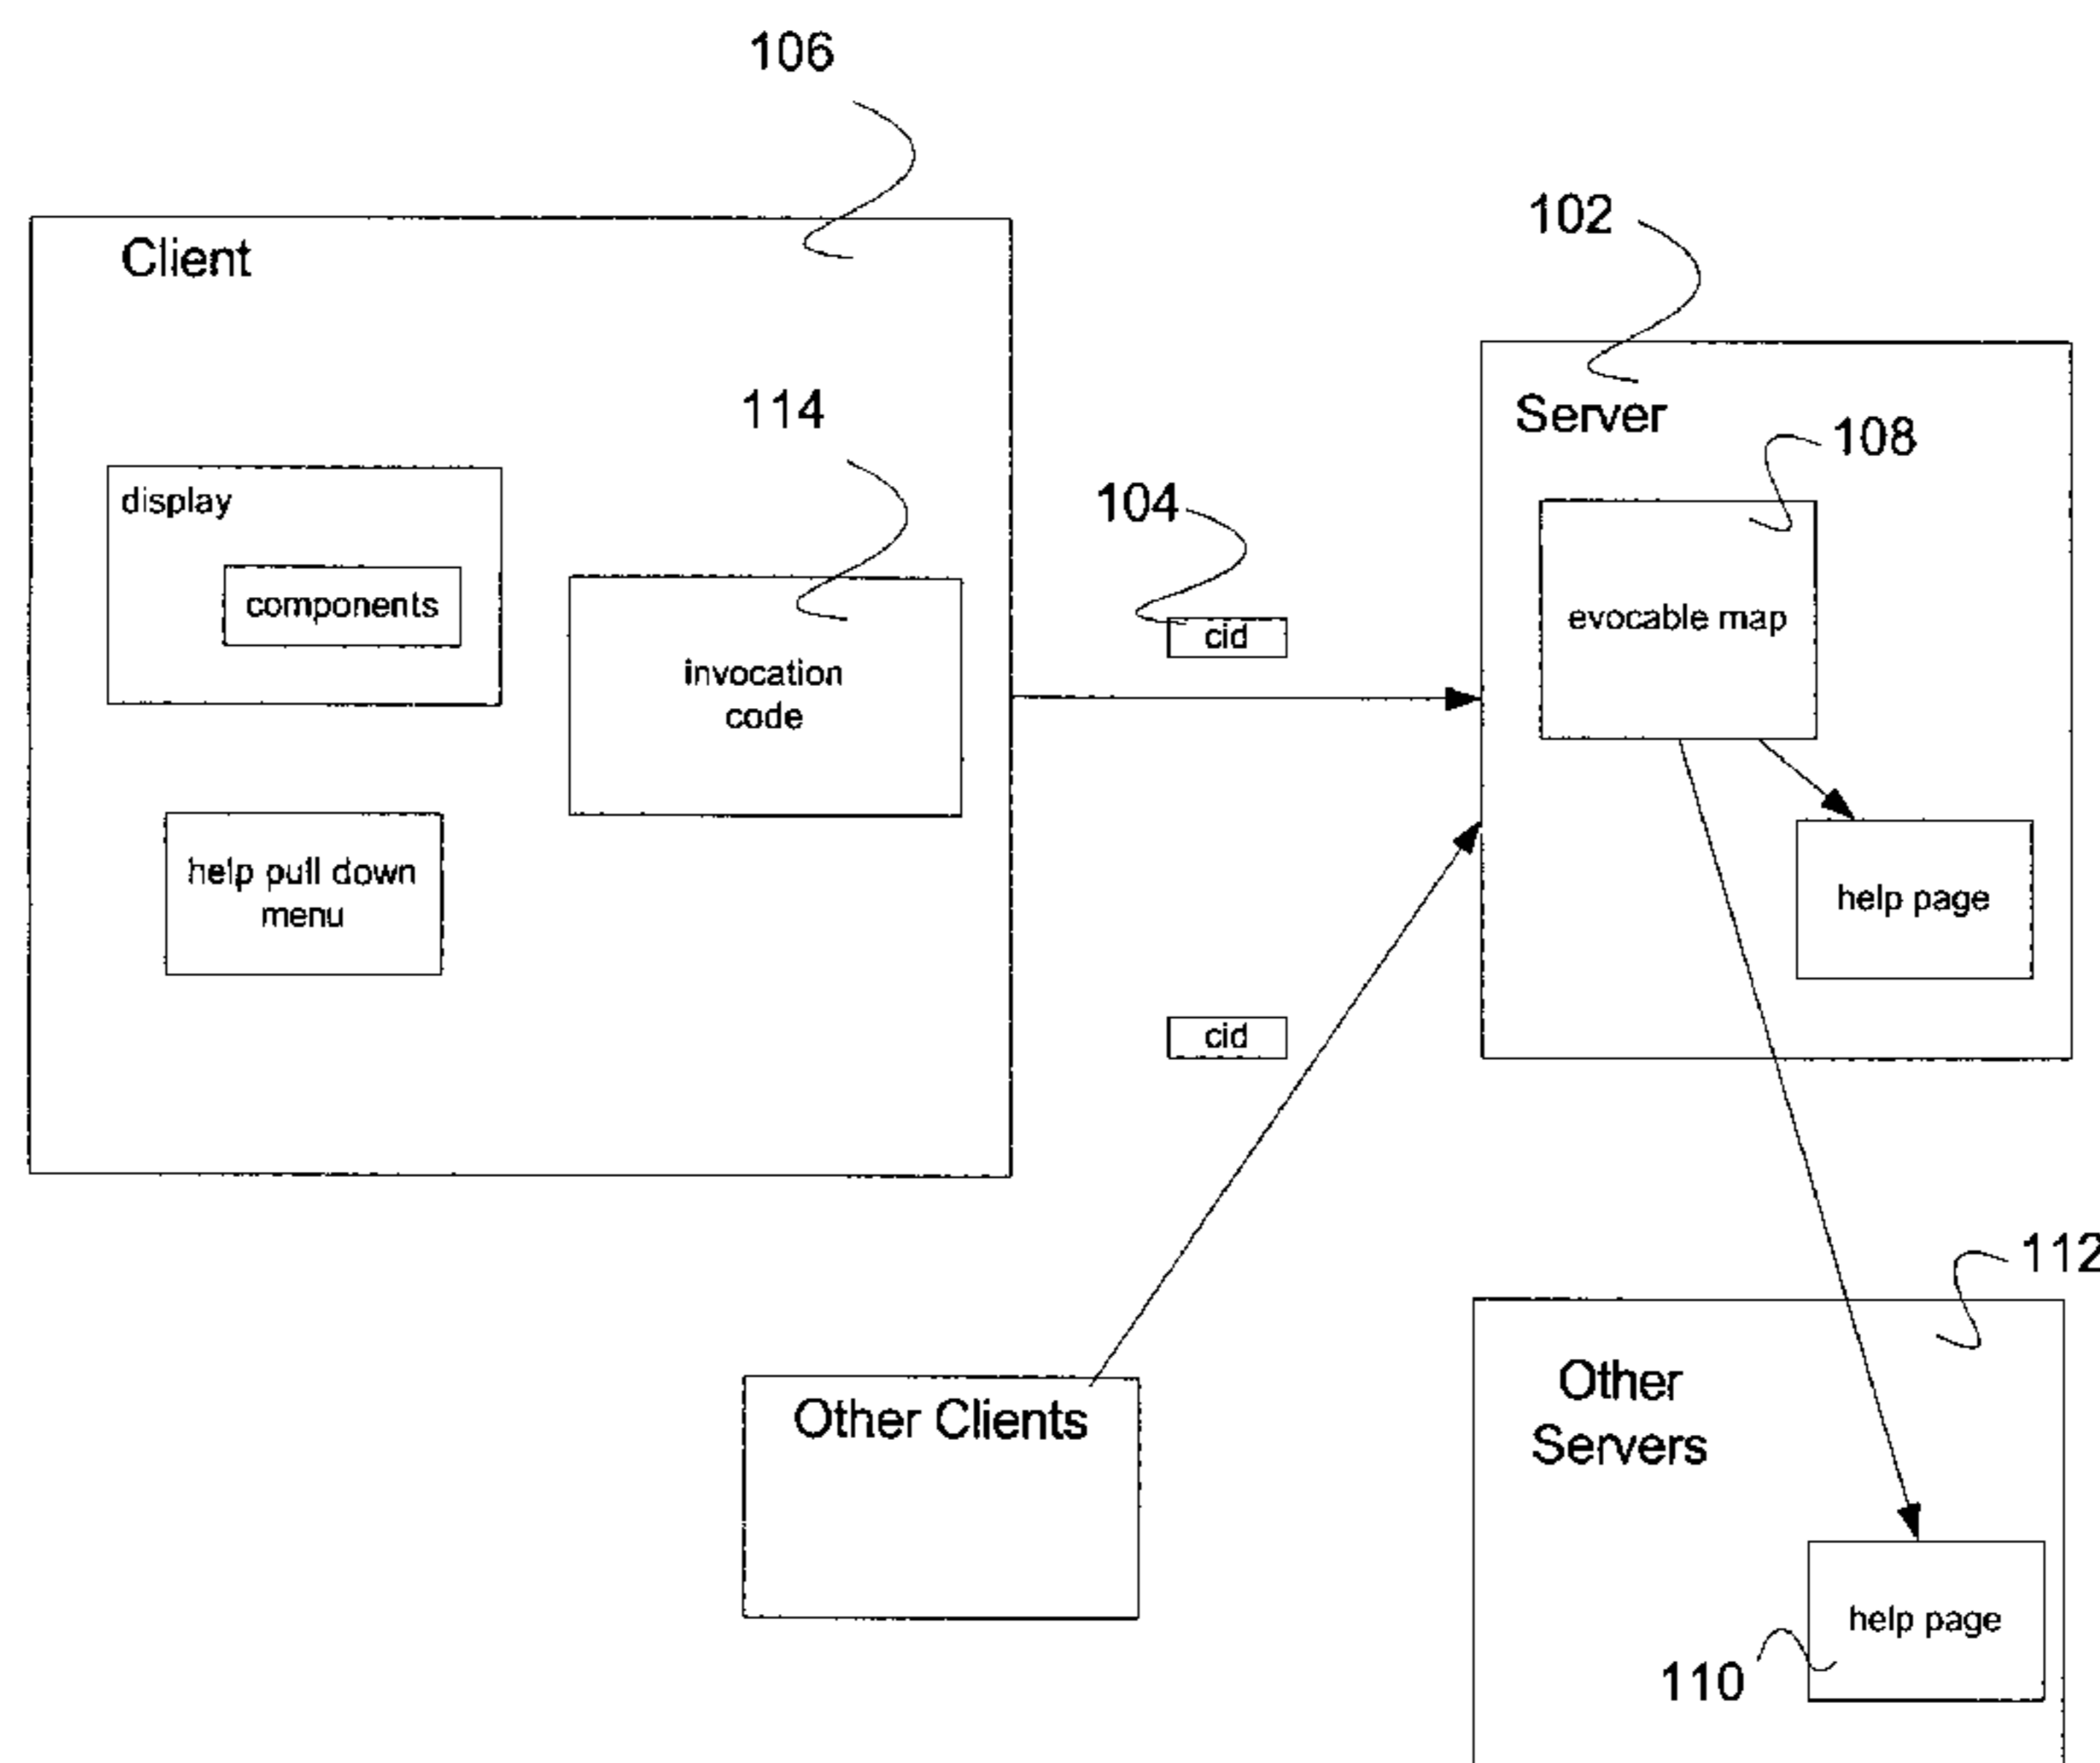 106
Client
102
Server
114
108
104
display
components
cid
evocable map
invocation
code
help pull down
menu
help page
cid
112
Other Clients
Other
Servers
help page
110